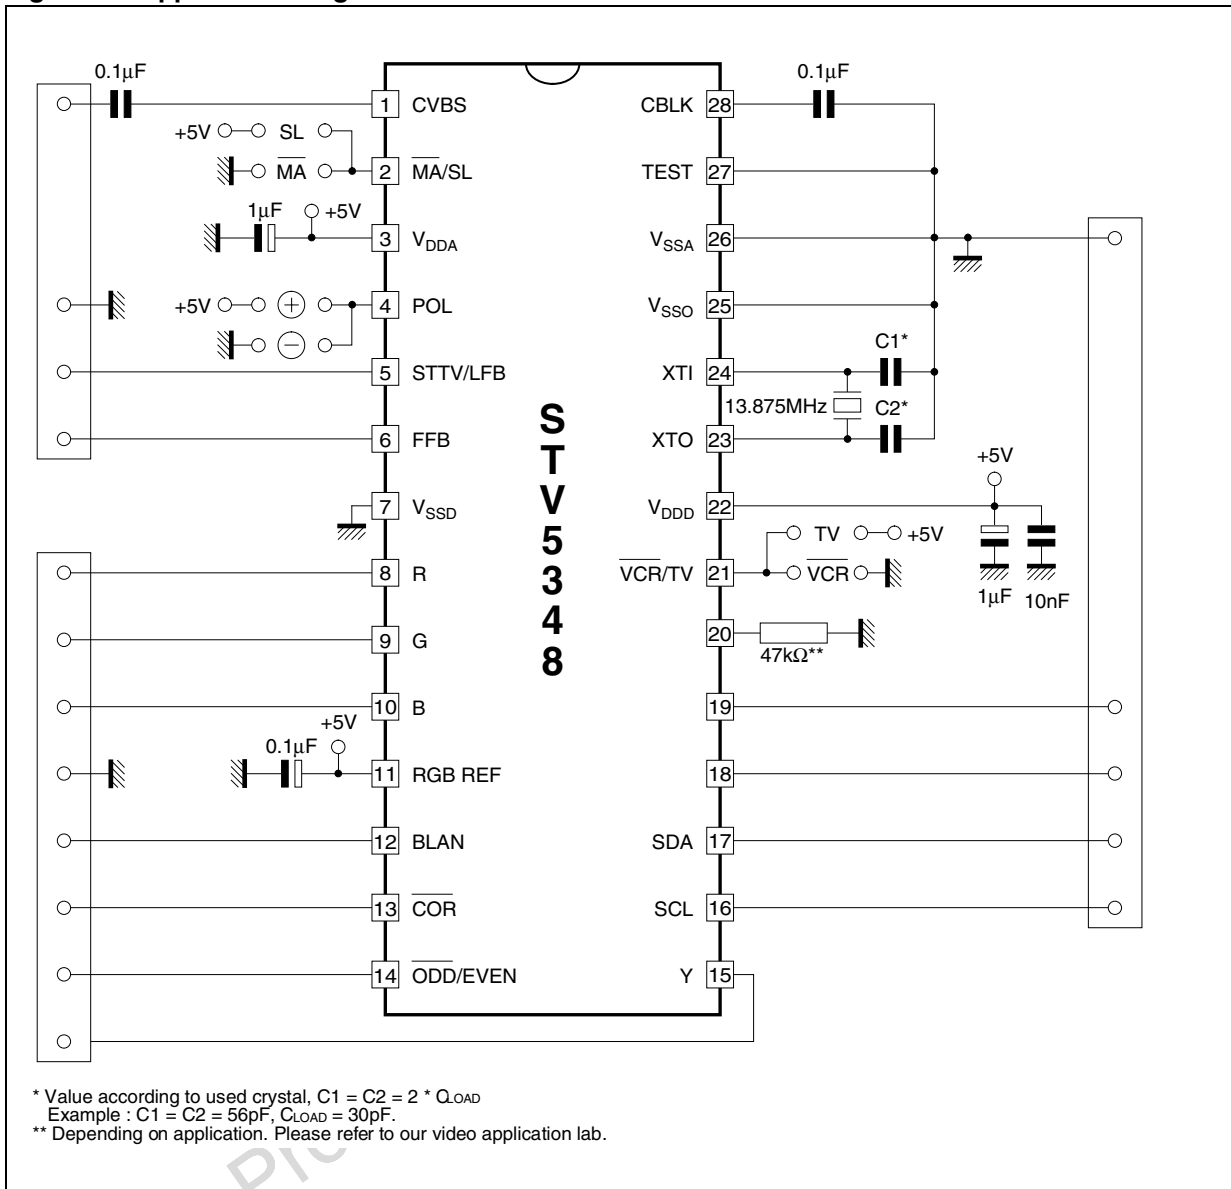 0.1µF
0.1µF
1 CVBS
CBLK 28
+5V SL
MA
2 MA/SL
TEST 27
1µF +5V
3 VDDA
VSSA 26
+5V +
−
4 POL
VSSO 25
C1*
5 STTV/LFB
XTI 24
13.875MHz C2*
6 FFB
XTO 23
+5V
7 VSSD
VDDD 22
TV +5V
VCR/TV 21 VCR
1µF 10nF
8 R
20
47kΩ**
9 G
10 B
19
+5V
0.1µF
11 RGB REF
18
12 BLAN
SDA 17
13 COR
SCL 16
14 ODD/EVEN
Y 15
STV5348
* Value according to used crystal, C1 = C2 = 2 * CLOAD
Example : C1 = C2 = 56pF, CLOAD = 30pF.
** Depending on application. Please refer to our video application lab.